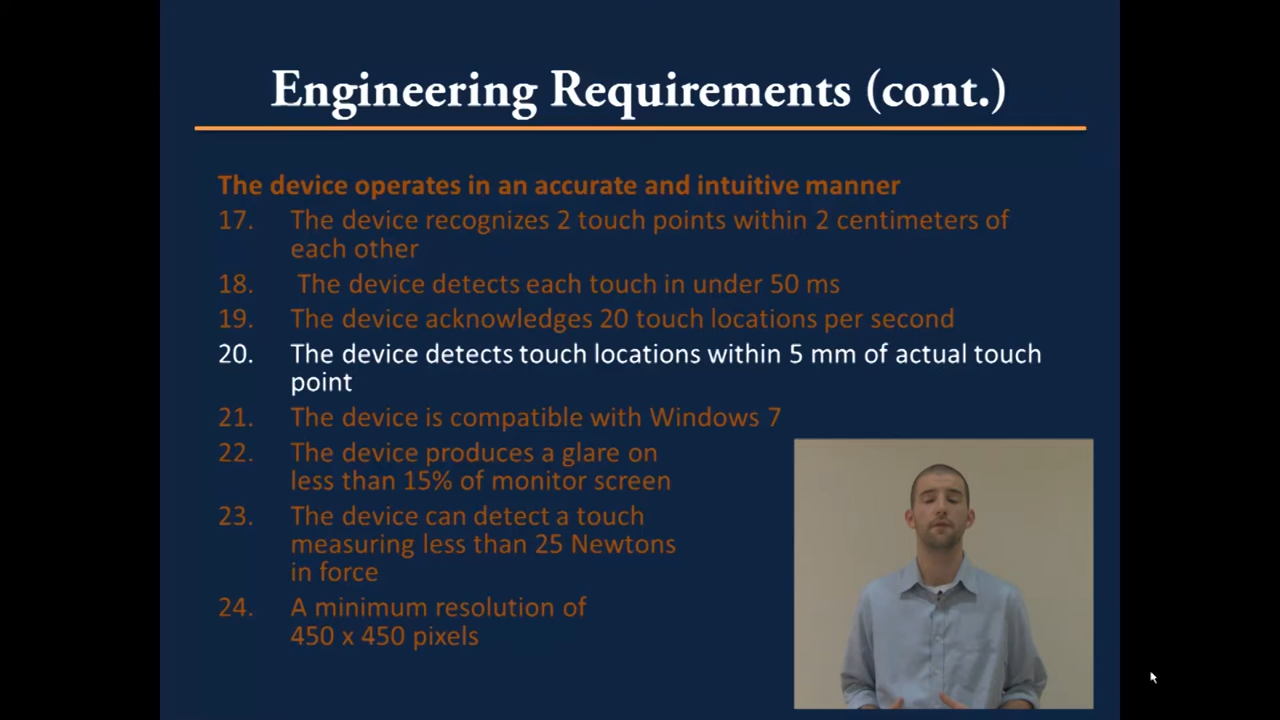 Engineering Requirements (cont.)
The device operates in an accurate and intuitive manner
17. The device recognizes 2 touch points within 2 centimeters of
each other
18. The device detects each touch in under 50 ms
19. The device acknowledges 20 touch locations per second
20. The device detects touch locations within 5 mm of actual touch
point
21. The device is compatible with Windows 7
22. The device produces a glare on
less than 15% of monitor screen
23. The device can detect a touch
measuring less than 25 Newtons
in force
24. A minimum resolution of
450 x 450 pixels